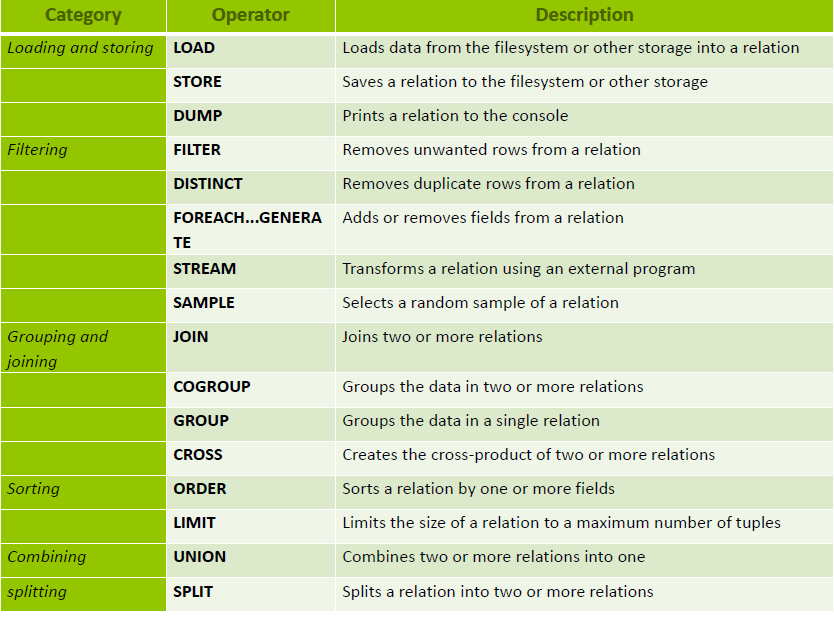 Category Operator Description
Loading and storing LOAD Loads data from the filesystem or other storage into a relation
STORE Saves a relation to the filesystem or other storage
DUMP Prints a relation to the console
Filtering FILTER Removes unwanted rows from a relation
DISTINCT Removes duplicate rows from a relation
FOREACH...GENERA Adds or removes fields from a relation
TE
STREAM Transforms a relation using an external program
SAMPLE Selects a random sample of a relation
Grouping and JOIN Joins two or more relations
joining
COGROUP Groups the data in two or more relations
GROUP Groups the data in a single relation
CROSS Creates the cross-product of two or more relations
Sorting ORDER Sorts a relation by one or more fields
LIMIT Limits the size of a relation to a maximum number of tuples
Combining UNION Combines two or more relations into one
splitting SPLIT Splits a relation into two or more relations